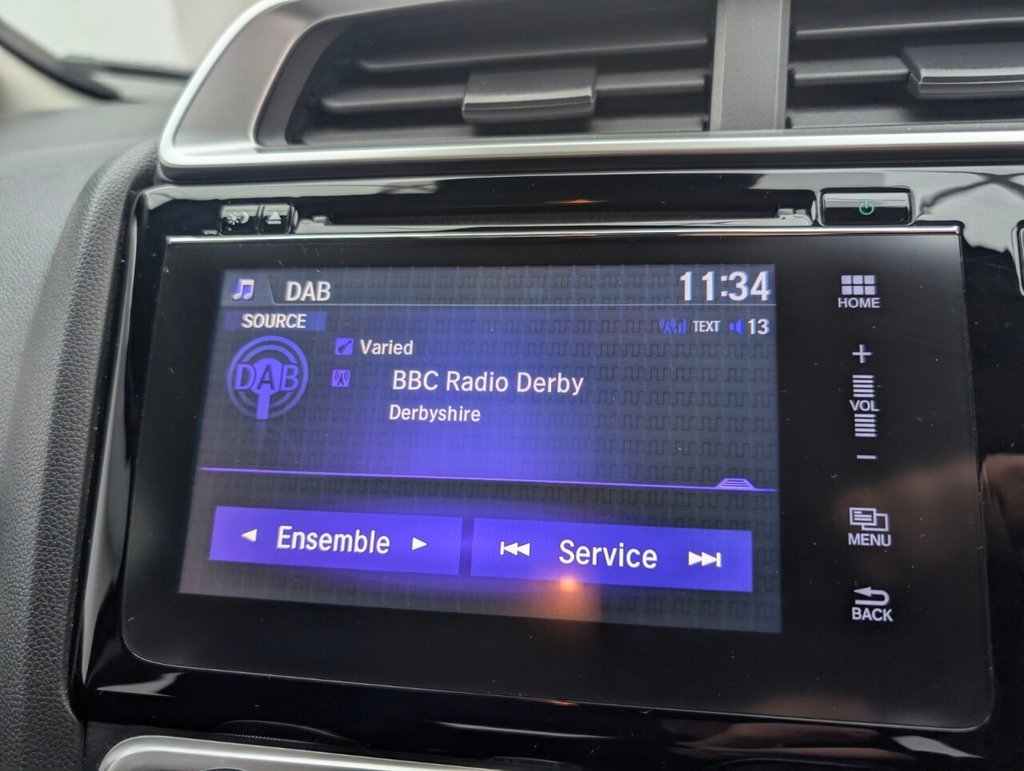 DAB 11:34
SOURCE
TEXT 13
DAB
Varied
BBC Radio Derby
Derbyshire
Ensemble
Service
HOME
+
VOL
−
MENU
BACK